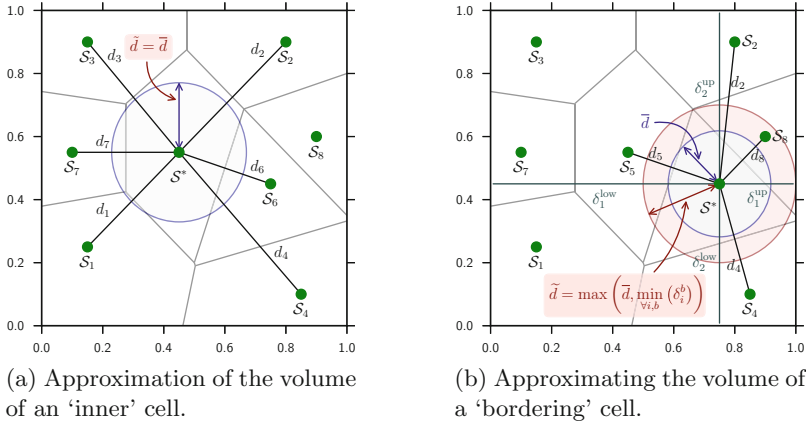 1.0
0.8
0.6
0.4
0.2
0.0
0.0 0.2 0.4 0.6 0.8 1.0
S₃
d₃
d̃ = d̄
S₂
d₂
S₈
d₇
S₇
S*
d₆
S₆
d₁
S₁
d₄
S₄
(a) Approximation of the volume
of an ‘inner’ cell.
1.0
0.8
0.6
0.4
0.2
0.0
0.0 0.2 0.4 0.6 0.8 1.0
S₃
S₂
d₂
δ₂ᵘᵖ
d̄
S₈
S₇
S₅
d₅
d₈
δ₁ˡᵒʷ
S*
δ₁ᵘᵖ
S₁
δ₂ˡᵒʷ
d₄
d̃ = max (d̄, min_{∀i,b} (δᵢᵇ))
S₄
(b) Approximating the volume of
a ‘bordering’ cell.